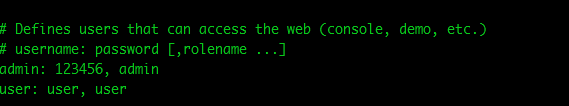 # Defines users that can access the web (console, demo, etc.)
# username: password [,rolename ...]
admin: 123456, admin
user: user, user